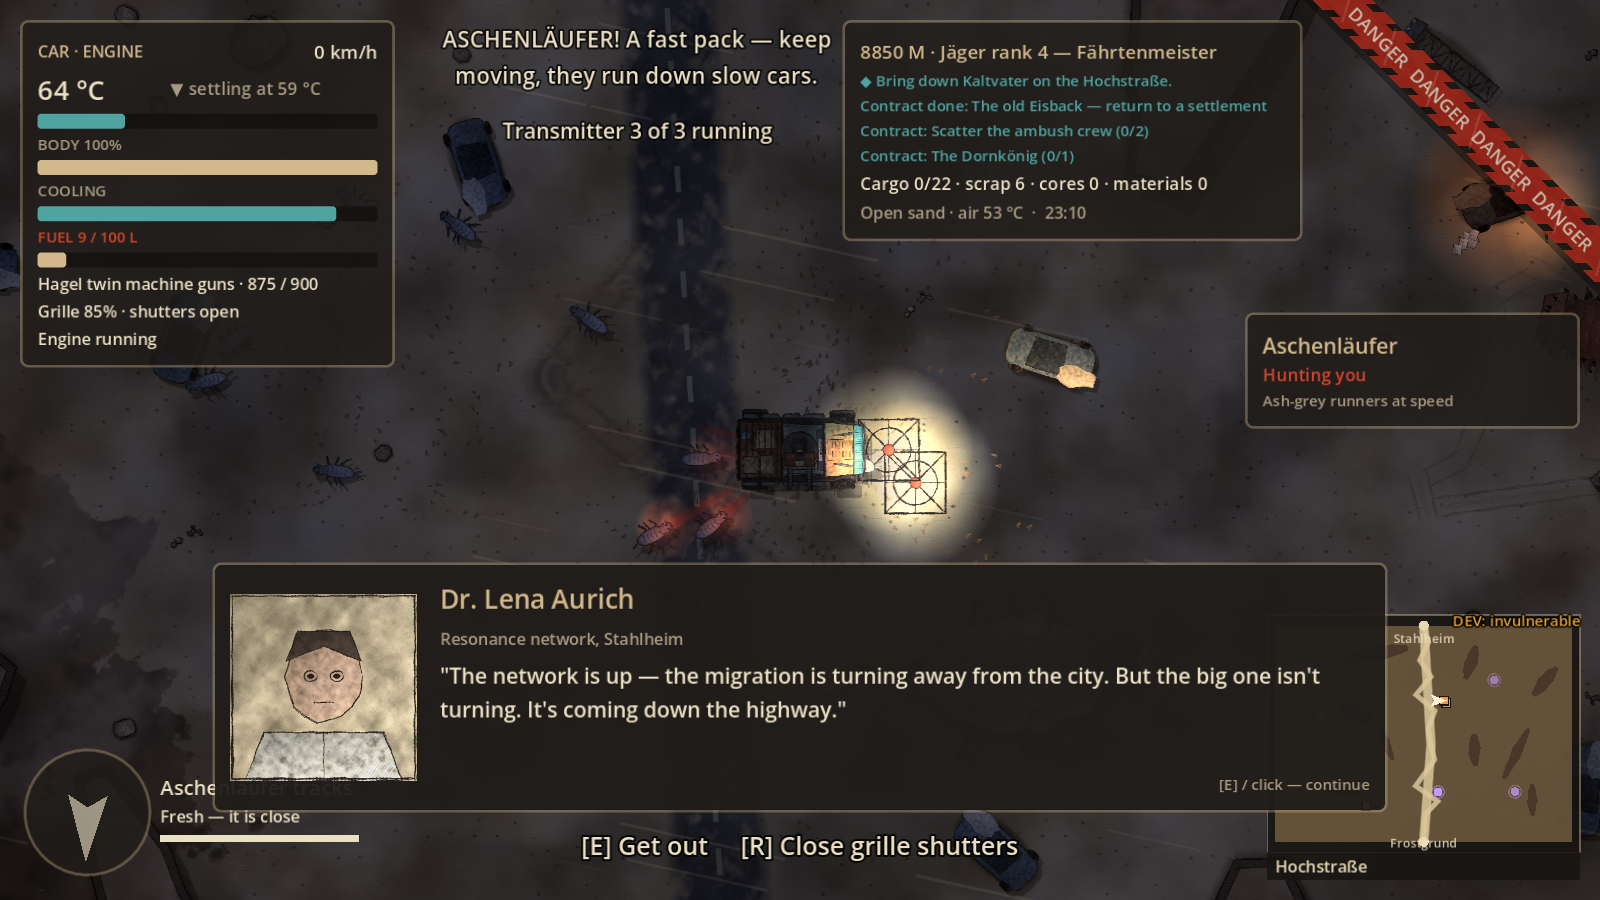 CAR · ENGINE 0 km/h
64 °C ▼ settling at 59 °C
BODY 100%
COOLING
FUEL 9 / 100 L
Hagel twin machine guns · 875 / 900
Grille 85% · shutters open
Engine running
ASCHENLÄUFER! A fast pack — keep
moving, they run down slow cars.
Transmitter 3 of 3 running
8850 M · Jäger rank 4 — Fährtenmeister
◆ Bring down Kaltvater on the Hochstraße.
Contract done: The old Eisback — return to a settlement
Contract: Scatter the ambush crew (0/2)
Contract: The Dornkönig (0/1)
Cargo 0/22 · scrap 6 · cores 0 · materials 0
Open sand · air 53 °C · 23:10
DANGER DANGER DANGER DANGER
Aschenläufer
Hunting you
Ash-grey runners at speed
Dr. Lena Aurich
Resonance network, Stahlheim
"The network is up — the migration is turning away from the city. But the big one isn't
turning. It's coming down the highway."
[E] / click — continue
DEV: invulnerable
Stahlheim
Frostgrund
Hochstraße
Aschenläufer tracks
Fresh — it is close
[E] Get out [R] Close grille shutters